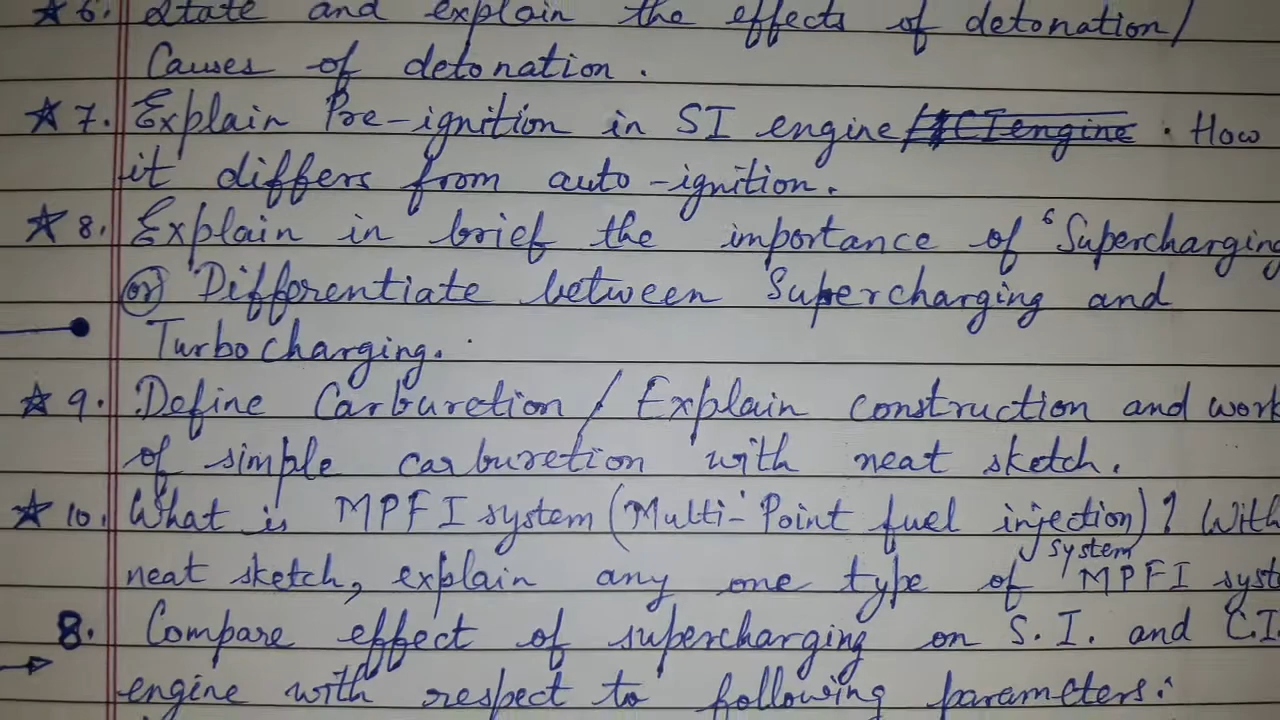 ★ 6. State and explain the effects of detonation /
Causes of detonation.
★ 7. Explain Pre-ignition in SI engine / CI engine. How
it differs from auto-ignition.
★ 8. Explain in brief the importance of 'Supercharging
(or) Differentiate between Supercharging and
Turbocharging.
★ 9. Define Carburetion / Explain construction and work
of simple carburetion with neat sketch.
★ 10. What is MPFI system (Multi-Point fuel injection)? With
system
neat sketch, explain any one type of MPFI syst
8. Compare effect of supercharging on S.I. and C.I.
engine with respect to following parameters: